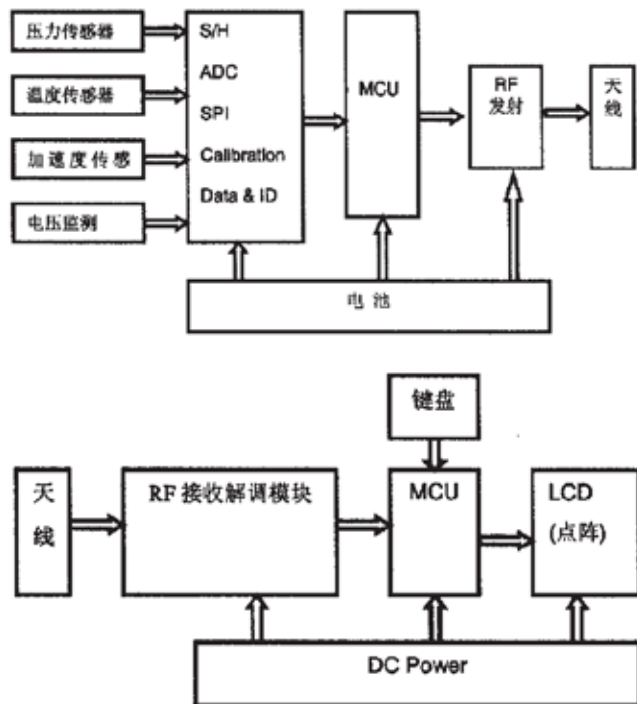 压力传感器
温度传感器
加速度传感
电压监测
S/H
ADC
SPI
Calibration
Data & ID
MCU
RF
发射
天
线
电池
键盘
天
线
RF 接收解调模块
MCU
LCD
(点阵)
DC Power